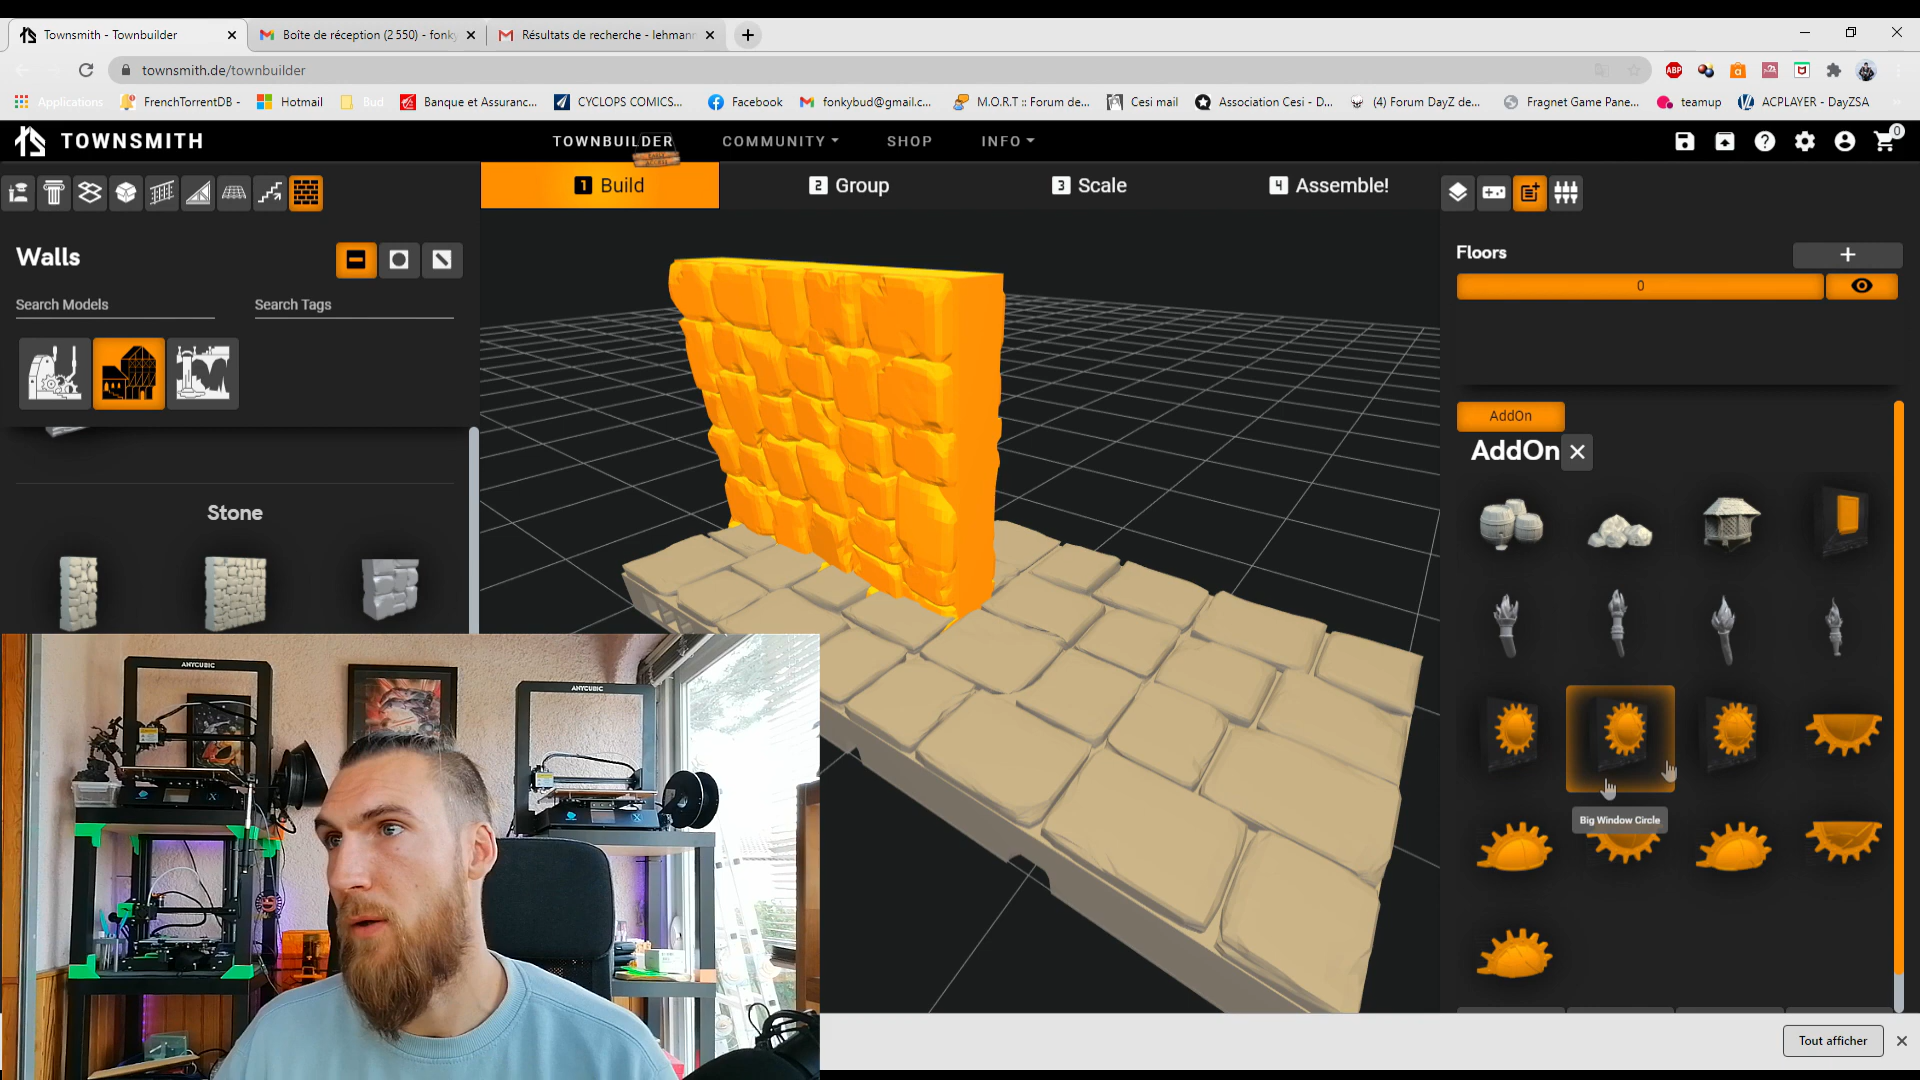 Townsmith - Townbuilder
Boîte de réception (2 550) - fonky
Résultats de recherche - lehmann
townsmith.de/townbuilder
Applications
FrenchTorrentDB -
Hotmail
Bud
Banque et Assuranc...
CYCLOPS COMICS...
Facebook
fonkybud@gmail.c...
M.O.R.T :: Forum de...
Cesi mail
Association Cesi - D...
(4) Forum DayZ de...
Fragnet Game Pane...
teamup
ACPLAYER - DayZSA
TOWNSMITH
TOWNBUILDER
COMMUNITY
SHOP
INFO
0
1 Build
2 Group
3 Scale
4 Assemble!
Walls
Search Models
Search Tags
Stone
Floors
0
AddOn
AddOn
Big Window Circle
ANYCUBIC
ANYCUBIC
Tout afficher
ABP